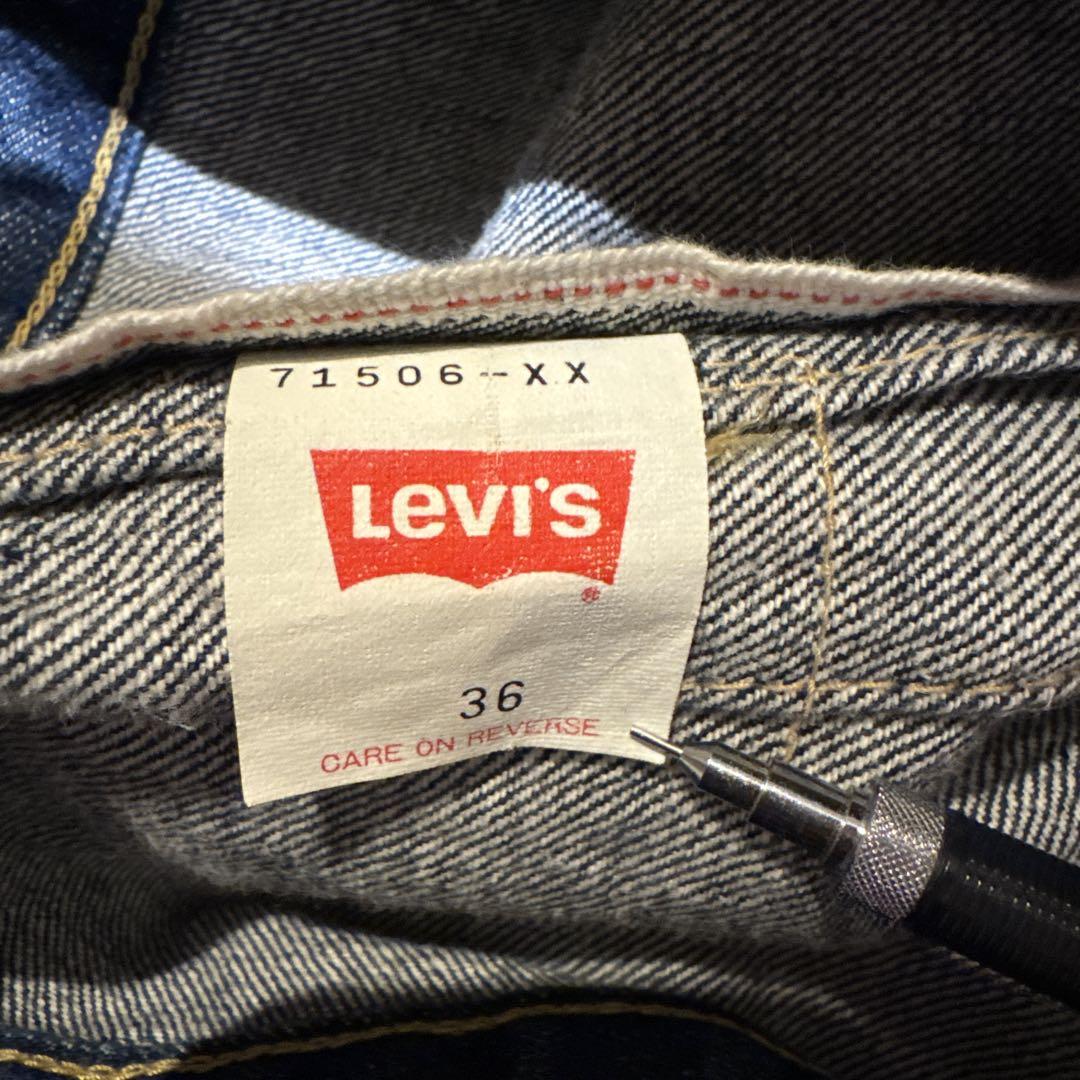 71506-XX
LEVI'S
®
36
CARE ON REVERSE